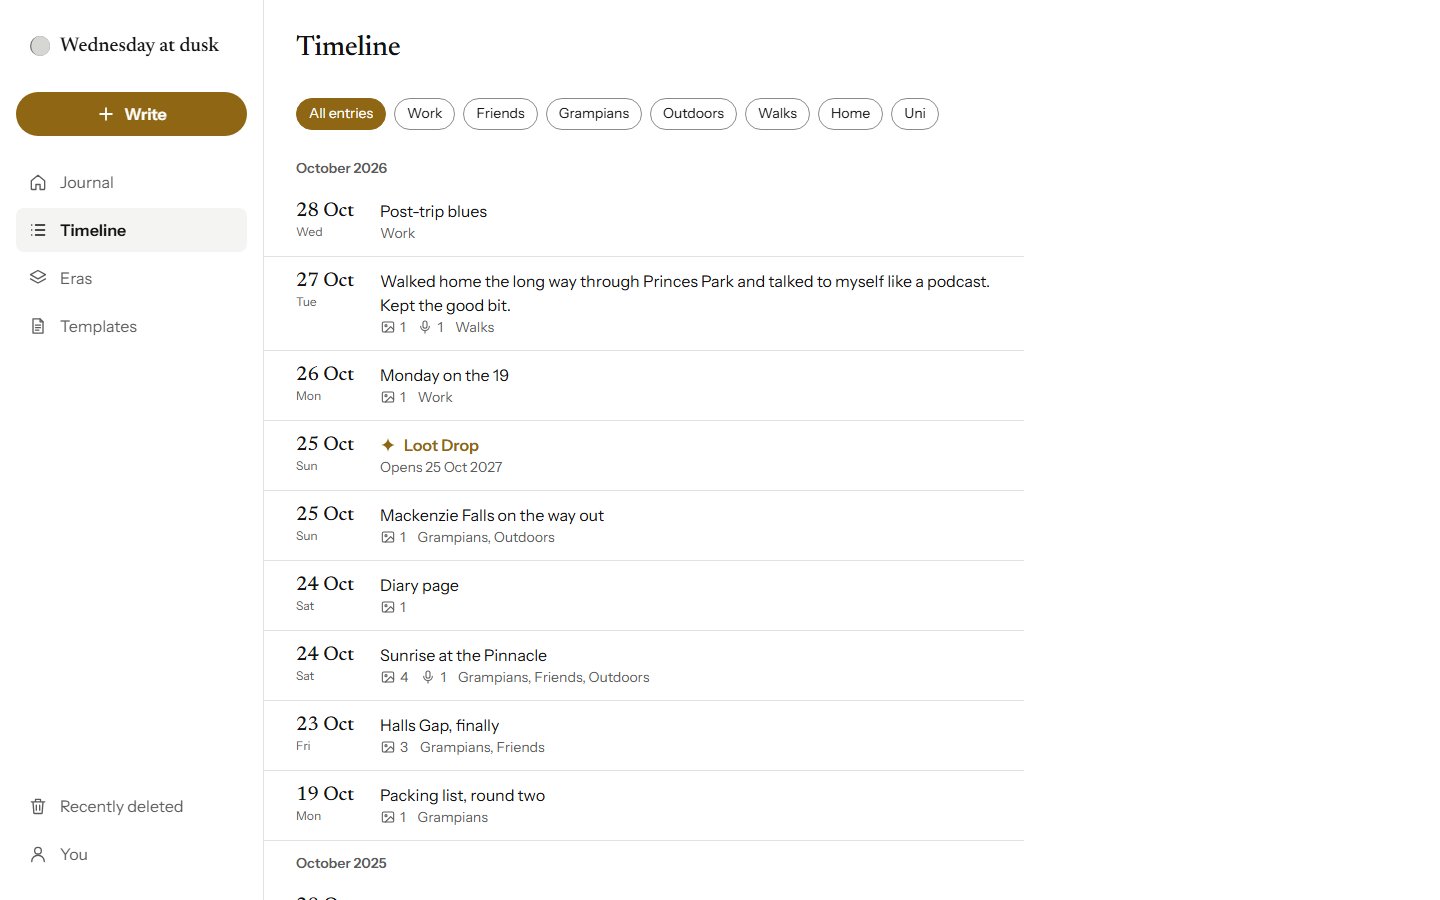 Wednesday at dusk
Write
Journal
Timeline
Eras
Templates
Recently deleted
You
Timeline
All entries
Work
Friends
Grampians
Outdoors
Walks
Home
Uni
October 2026
28 Oct
Wed
Post-trip blues
Work
27 Oct
Tue
Walked home the long way through Princes Park and talked to myself like a podcast.
Kept the good bit.
1 1 Walks
26 Oct
Mon
Monday on the 19
1 Work
25 Oct
Sun
Loot Drop
Opens 25 Oct 2027
25 Oct
Sun
Mackenzie Falls on the way out
1 Grampians, Outdoors
24 Oct
Sat
Diary page
1
24 Oct
Sat
Sunrise at the Pinnacle
4 1 Grampians, Friends, Outdoors
23 Oct
Fri
Halls Gap, finally
3 Grampians, Friends
19 Oct
Mon
Packing list, round two
1 Grampians
October 2025